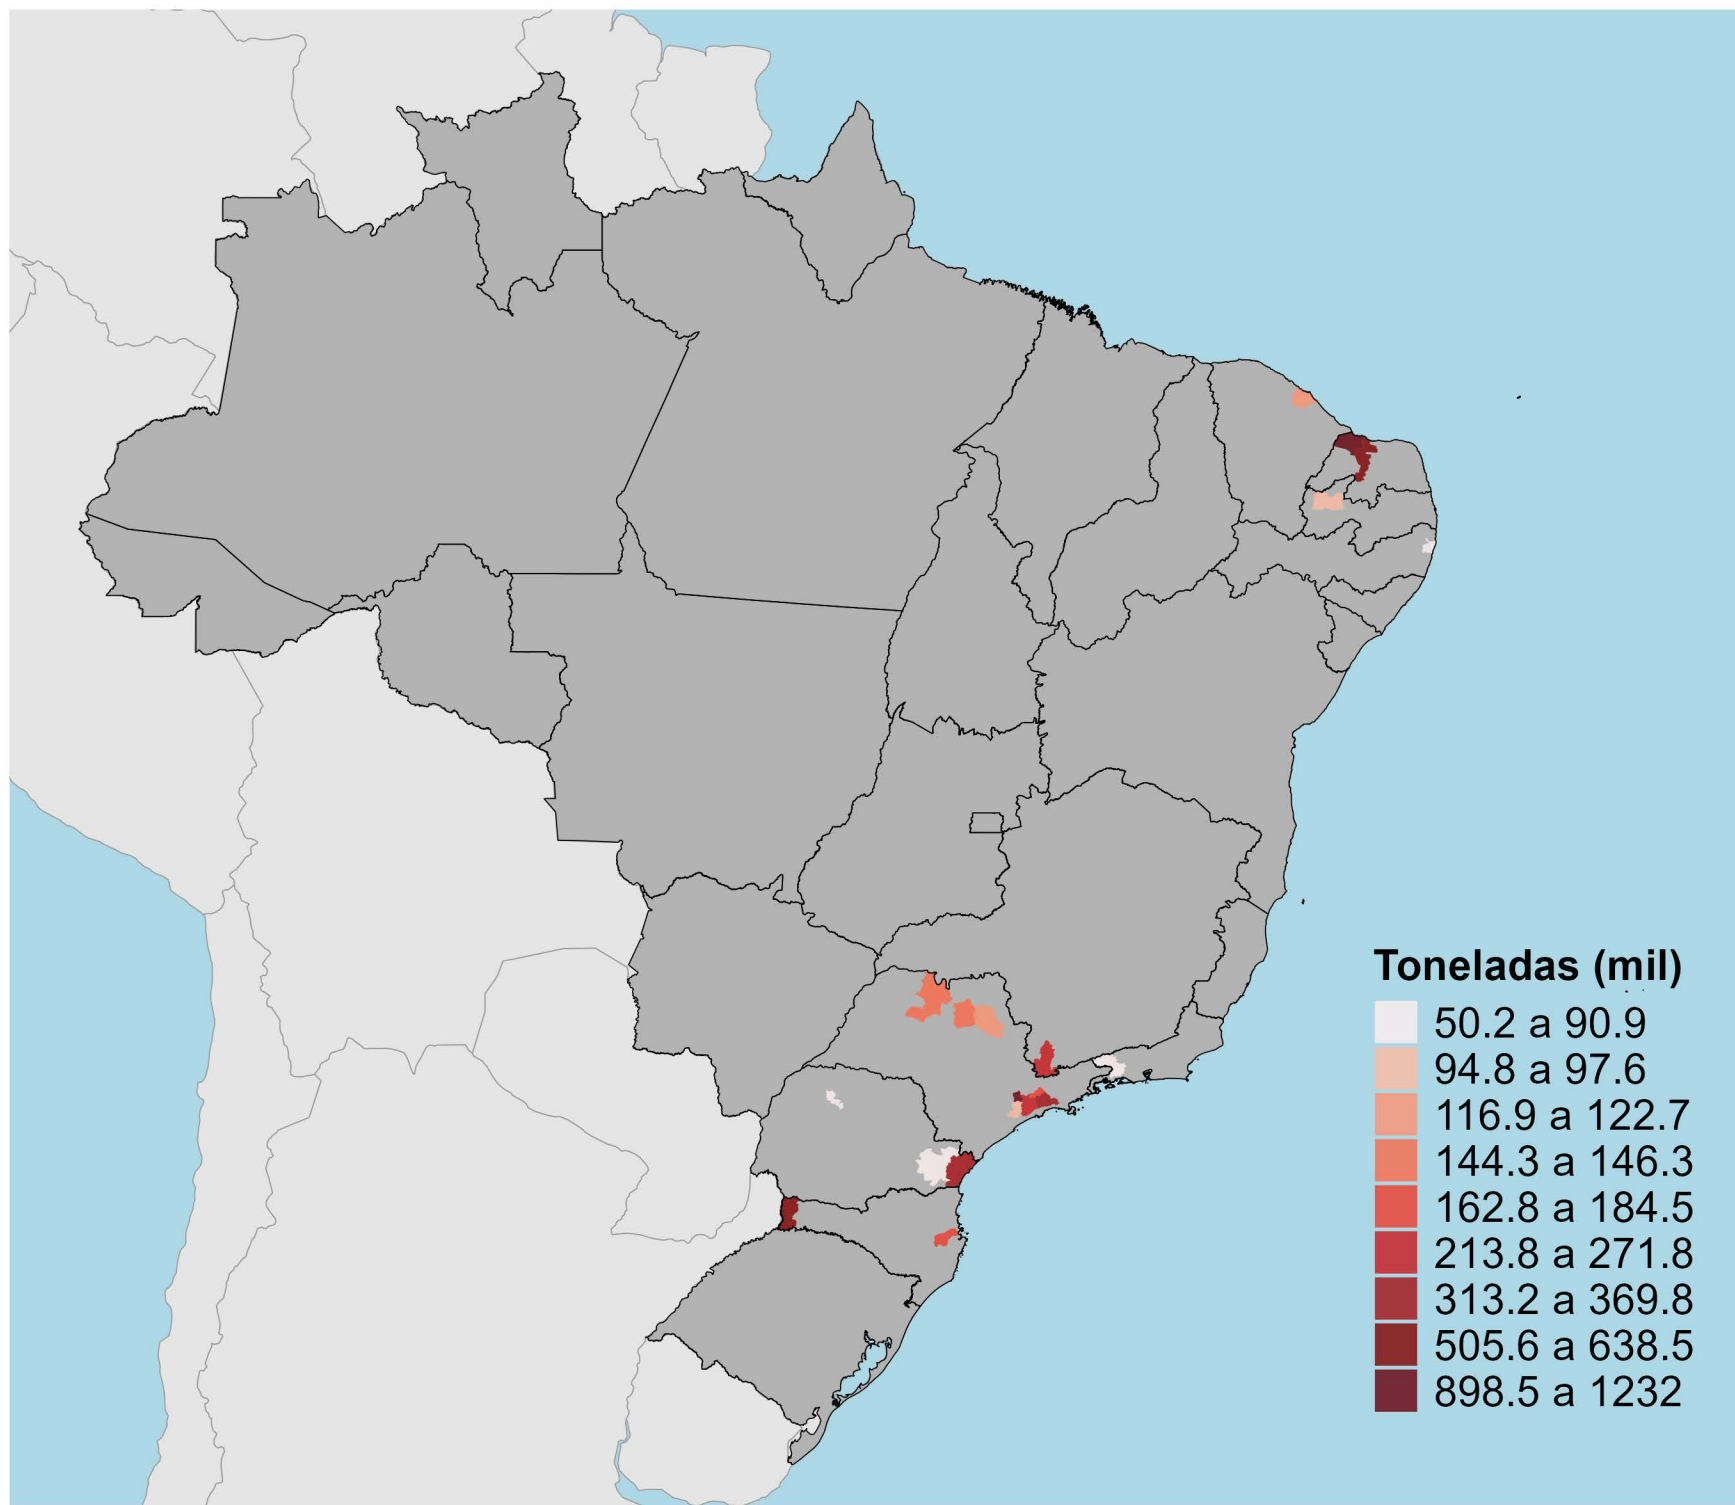 Toneladas (mil)
50.2 a 90.9
94.8 a 97.6
116.9 a 122.7
144.3 a 146.3
162.8 a 184.5
213.8 a 271.8
313.2 a 369.8
505.6 a 638.5
898.5 a 1232